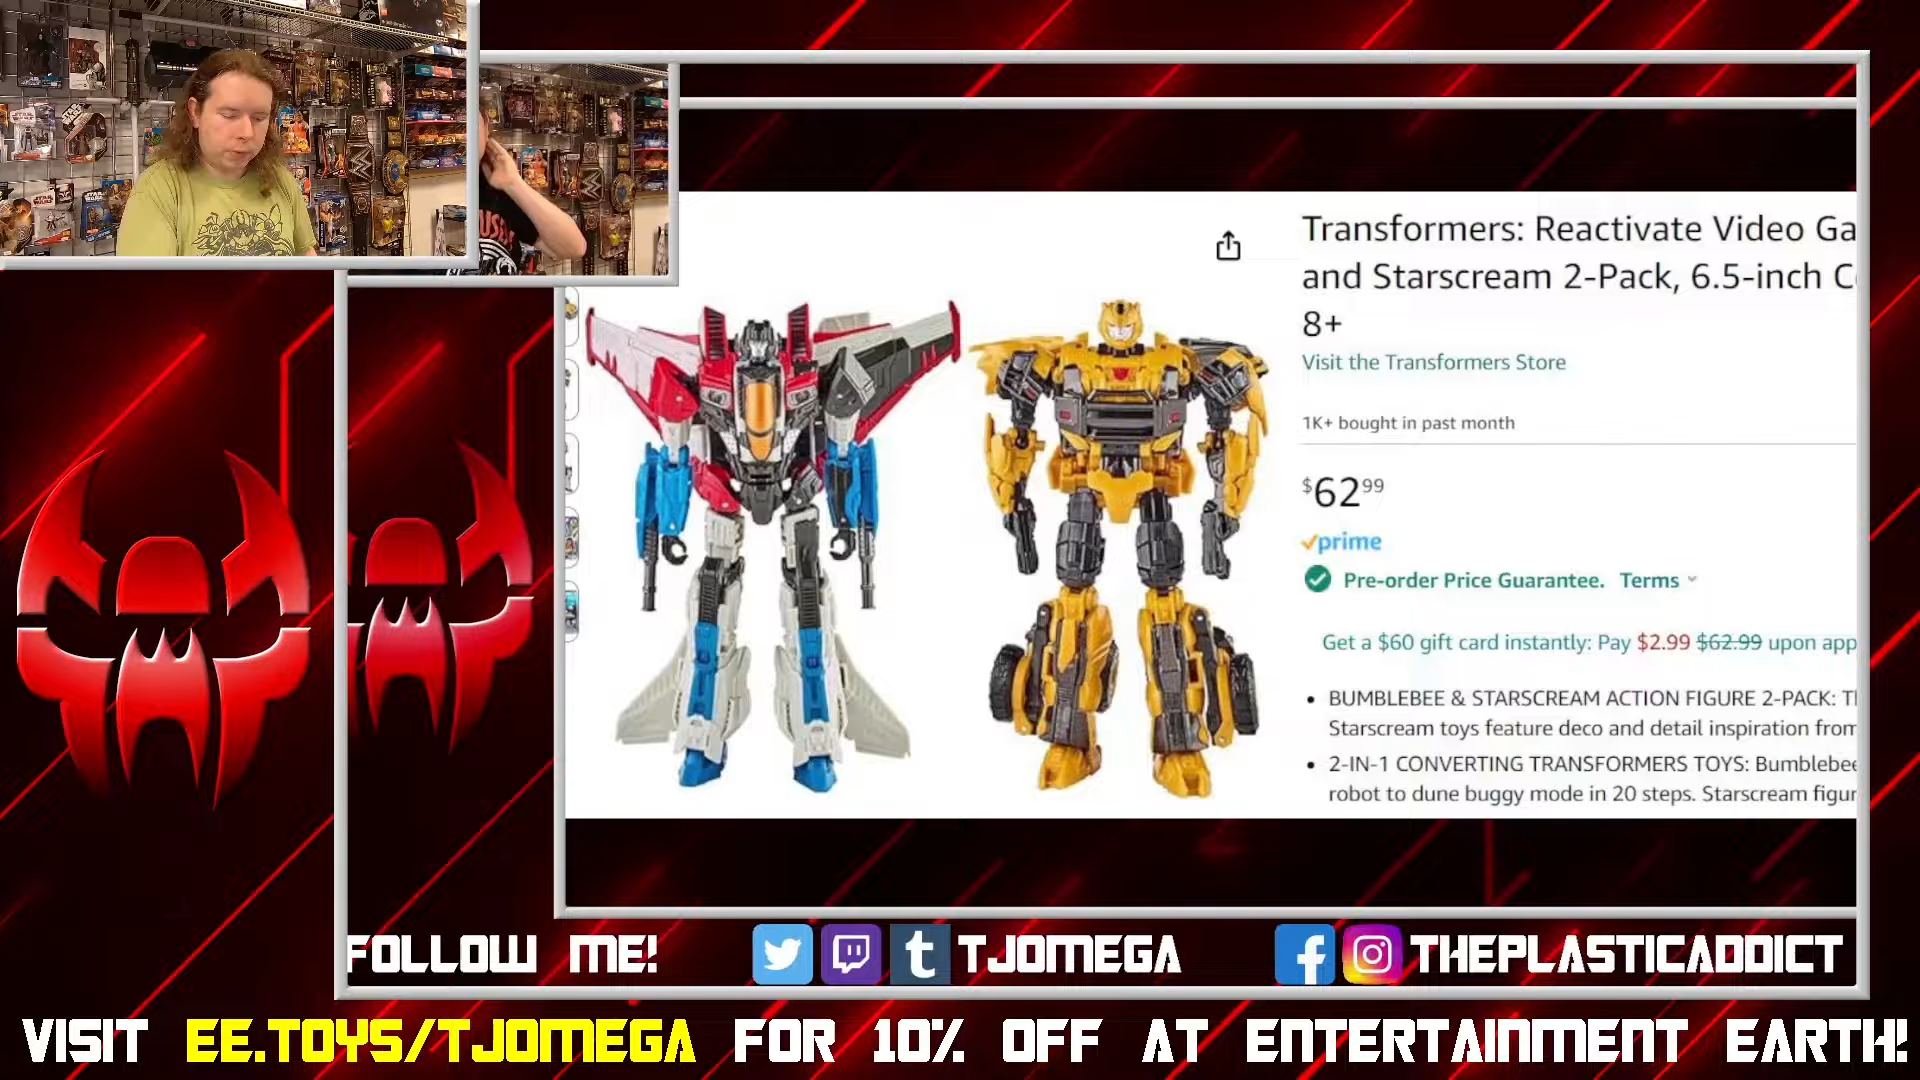 Transformers: Reactivate Video Ga
and Starscream 2-Pack, 6.5-inch C
8+
Visit the Transformers Store
1K+ bought in past month
$62 99
prime
Pre-order Price Guarantee. Terms
Get a $60 gift card instantly: Pay $2.99 $62.99 upon app
• BUMBLEBEE & STARSCREAM ACTION FIGURE 2-PACK: T
Starscream toys feature deco and detail inspiration from
• 2-IN-1 CONVERTING TRANSFORMERS TOYS: Bumblebee
robot to dune buggy mode in 20 steps. Starscream figur
FOLLOW ME! TJOMEGA THEPLASTICADDICT
VISIT EE.TOYS/TJOMEGA FOR 10% OFF AT ENTERTAINMENT EARTH!